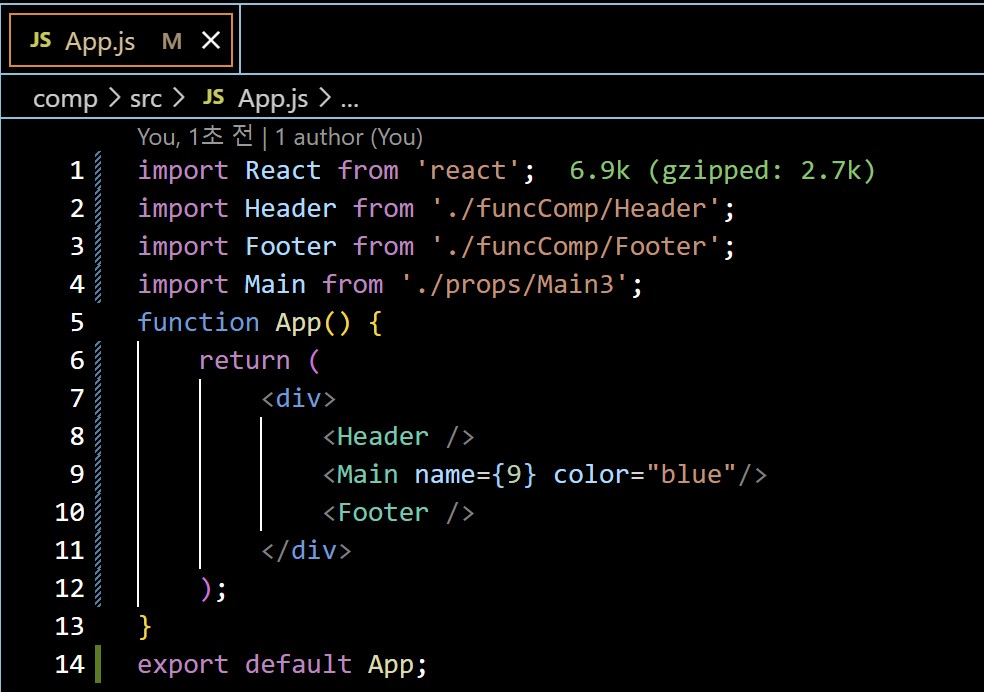 JS App.js M ×
comp > src > JS App.js > ...
You, 1초 전 | 1 author (You)
1 import React from 'react'; 6.9k (gzipped: 2.7k)
2 import Header from './funcComp/Header';
3 import Footer from './funcComp/Footer';
4 import Main from './props/Main3';
5 function App() {
6     return (
7         <div>
8             <Header />
9             <Main name={9} color="blue"/>
10             <Footer />
11         </div>
12     );
13 }
14 export default App;